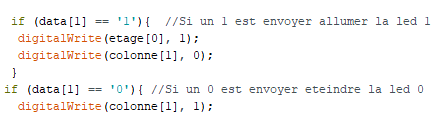 if (data[1] == '1'){ //Si un 1 est envoyer allumer la led 1
digitalWrite(etage[0], 1);
digitalWrite(colonne[1], 0);
}
if (data[1] == '0'){ //Si un 0 est envoyer eteindre la led 0
digitalWrite(colonne[1], 1);